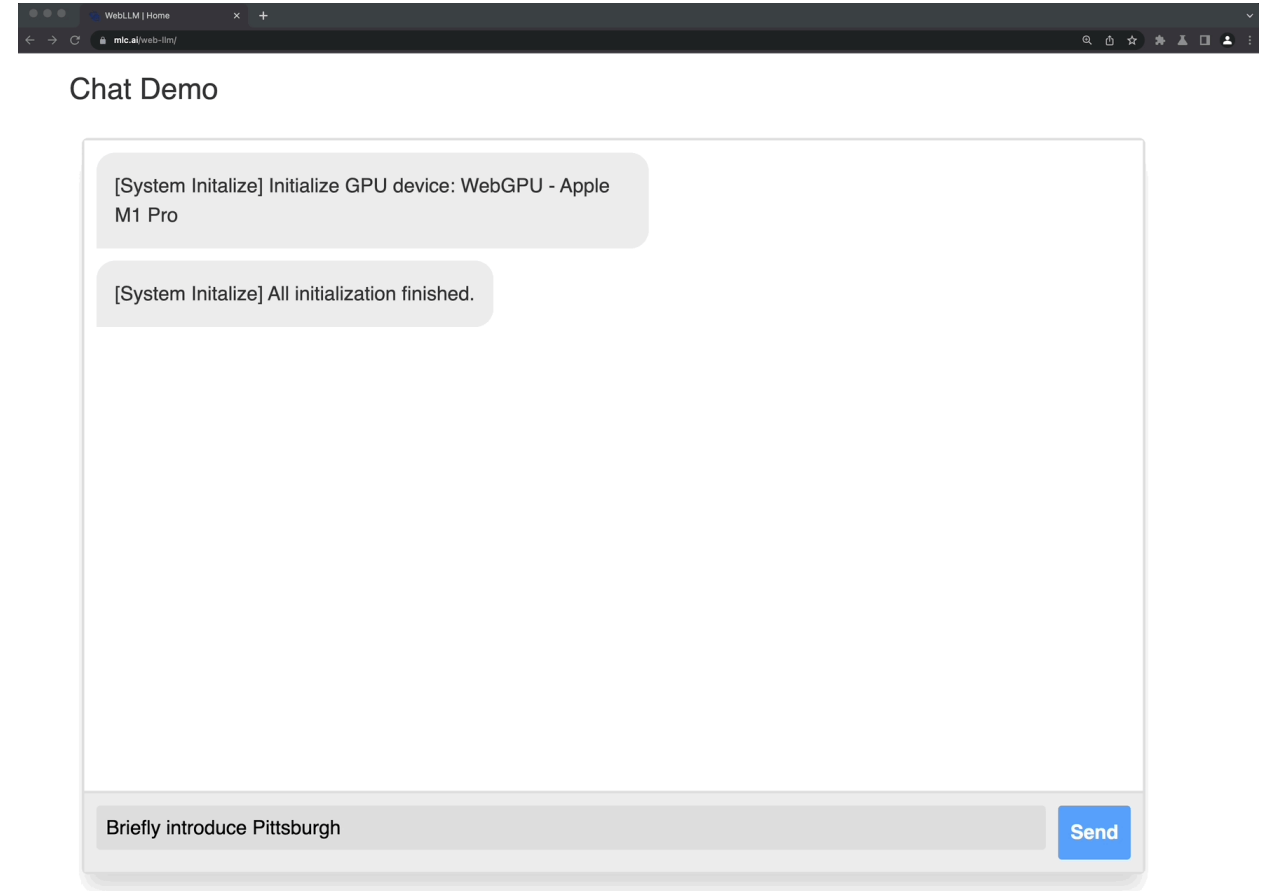 WebLLM | Home
mlc.ai/web-llm/
Chat Demo
[System Initalize] Initialize GPU device: WebGPU - Apple
M1 Pro
[System Initalize] All initialization finished.
Briefly introduce Pittsburgh
Send